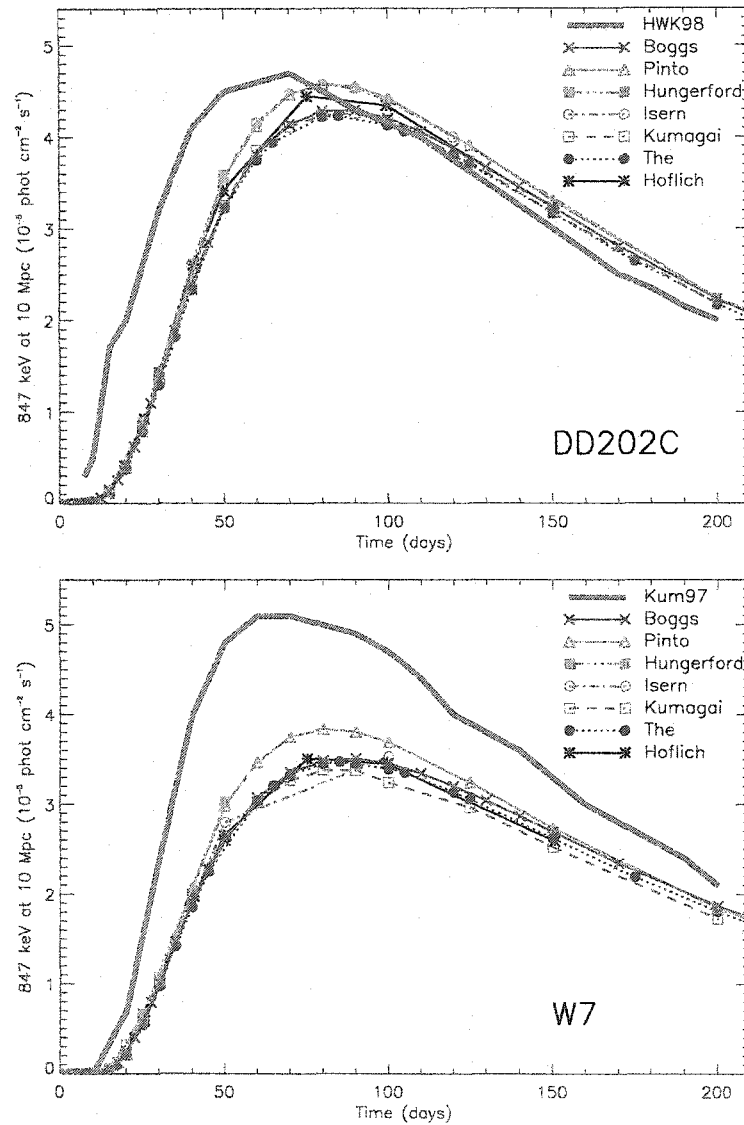 HWK98
Boggs
Pinto
Hungerford
Isern
Kumagai
The
Hoflich
5
4
3
2
1
0
847 keV at 10 Mpc (10⁻⁵ phot cm⁻² s⁻¹)
DD202C
0 50 100 150 200
Time (days)
Kum97
Boggs
Pinto
Hungerford
Isern
Kumagai
The
Hoflich
5
4
3
2
1
0
847 keV at 10 Mpc (10⁻⁵ phot cm⁻² s⁻¹)
W7
0 50 100 150 200
Time (days)